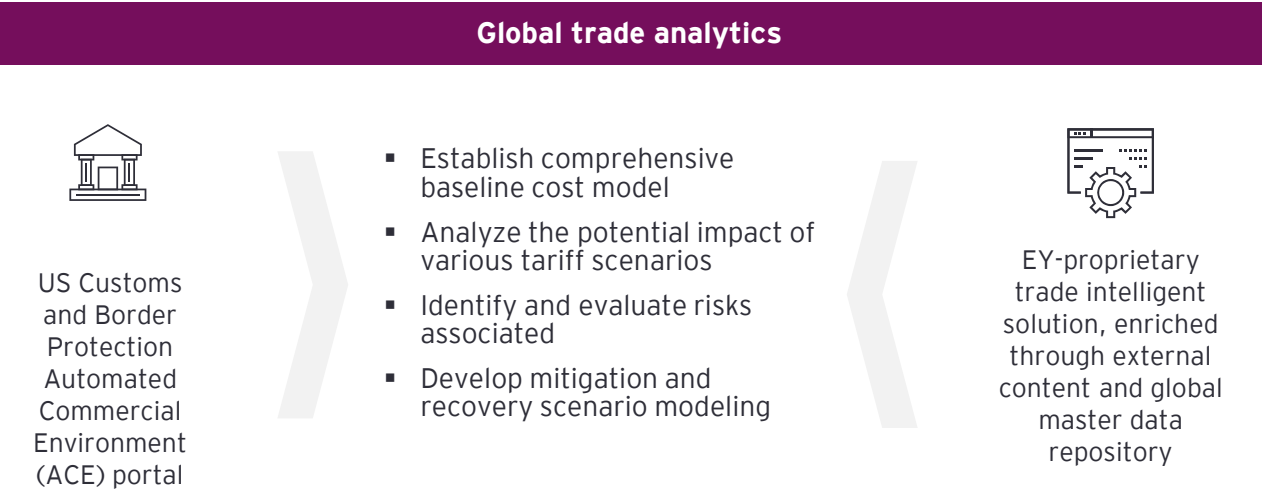 Global trade analytics
US Customs
and Border
Protection
Automated
Commercial
Environment
(ACE) portal
▪ Establish comprehensive
baseline cost model
▪ Analyze the potential impact of
various tariff scenarios
▪ Identify and evaluate risks
associated
▪ Develop mitigation and
recovery scenario modeling
EY-proprietary
trade intelligent
solution, enriched
through external
content and global
master data
repository